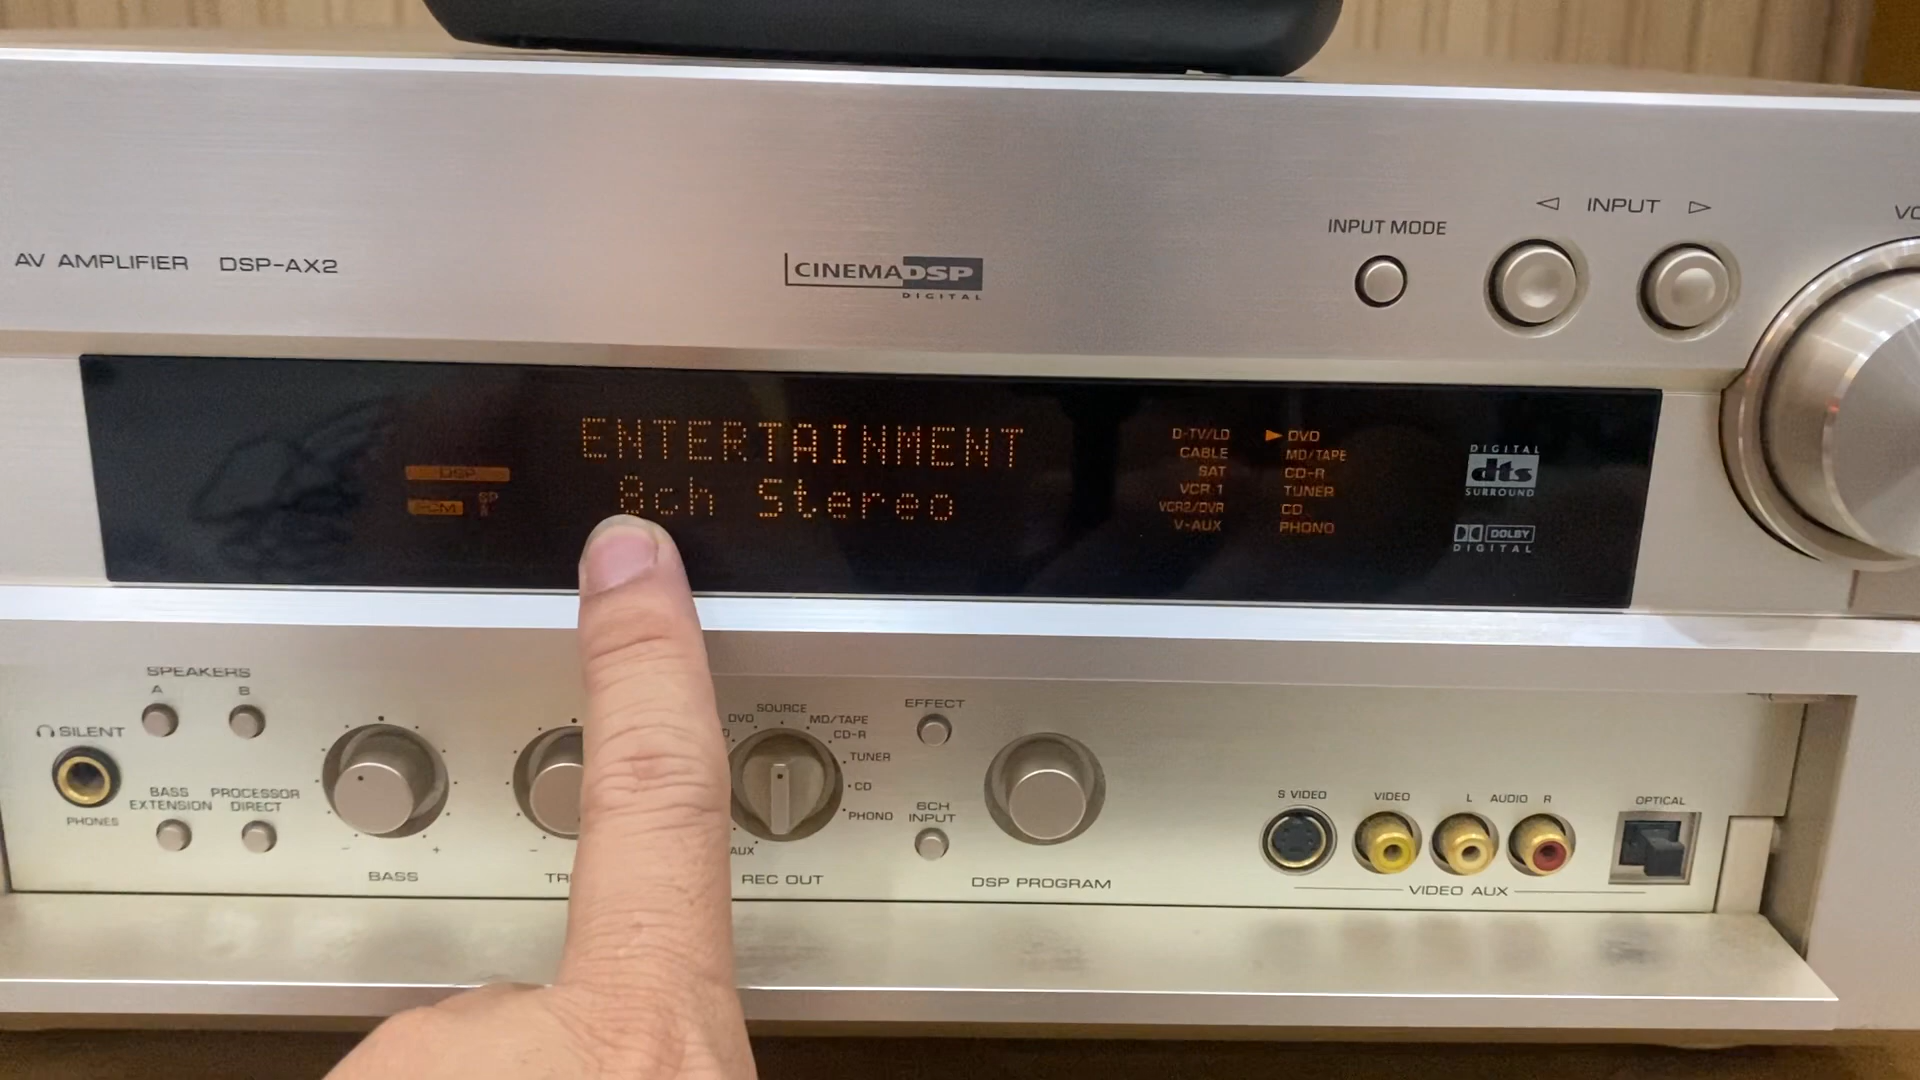 AV AMPLIFIER DSP-AX2
CINEMA DSP
DIGITAL
INPUT MODE
INPUT
ENTERTAINMENT
8ch Stereo
DSP
SP
A
D-TV/LD
CABLE
SAT
VCR 1
VCR2/DVR
V-AUX
DVD
MD/TAPE
CD-R
TUNER
CD
PHONO
DIGITAL
dts
SURROUND
DOLBY
DIGITAL
SPEAKERS
A B
SILENT
PHONES
BASS
EXTENSION
PROCESSOR
DIRECT
BASS
- +
-
SOURCE
DVD
MD/TAPE
CD-R
TUNER
CD
PHONO
AUX
REC OUT
EFFECT
6CH
INPUT
DSP PROGRAM
S VIDEO
VIDEO
L AUDIO R
OPTICAL
VIDEO AUX